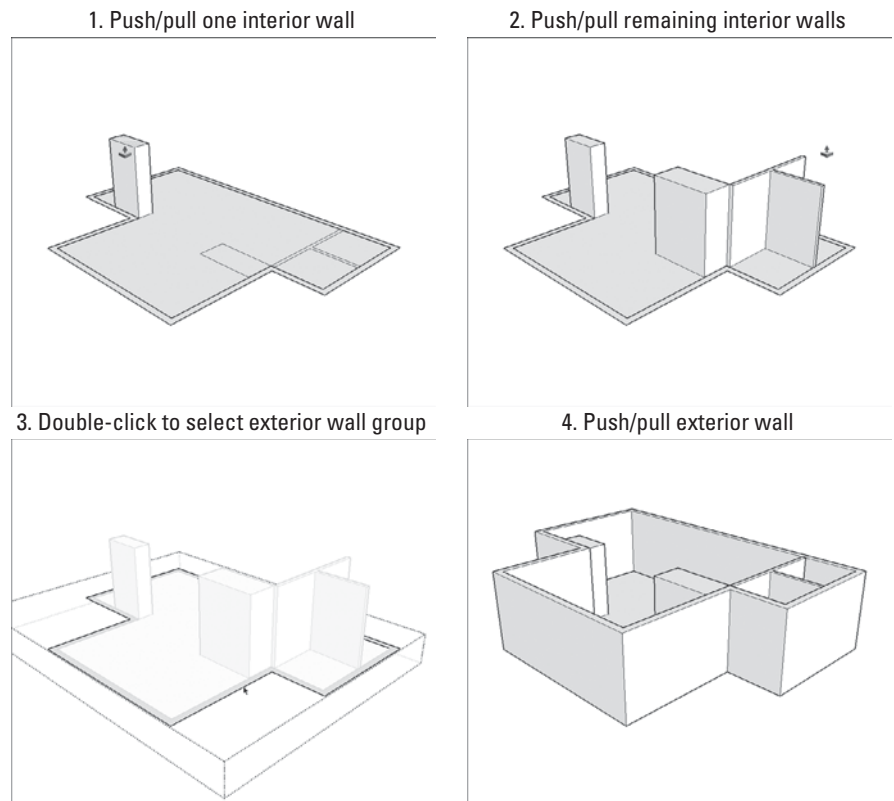 1. Push/pull one interior wall
2. Push/pull remaining interior walls
3. Double-click to select exterior wall group
4. Push/pull exterior wall